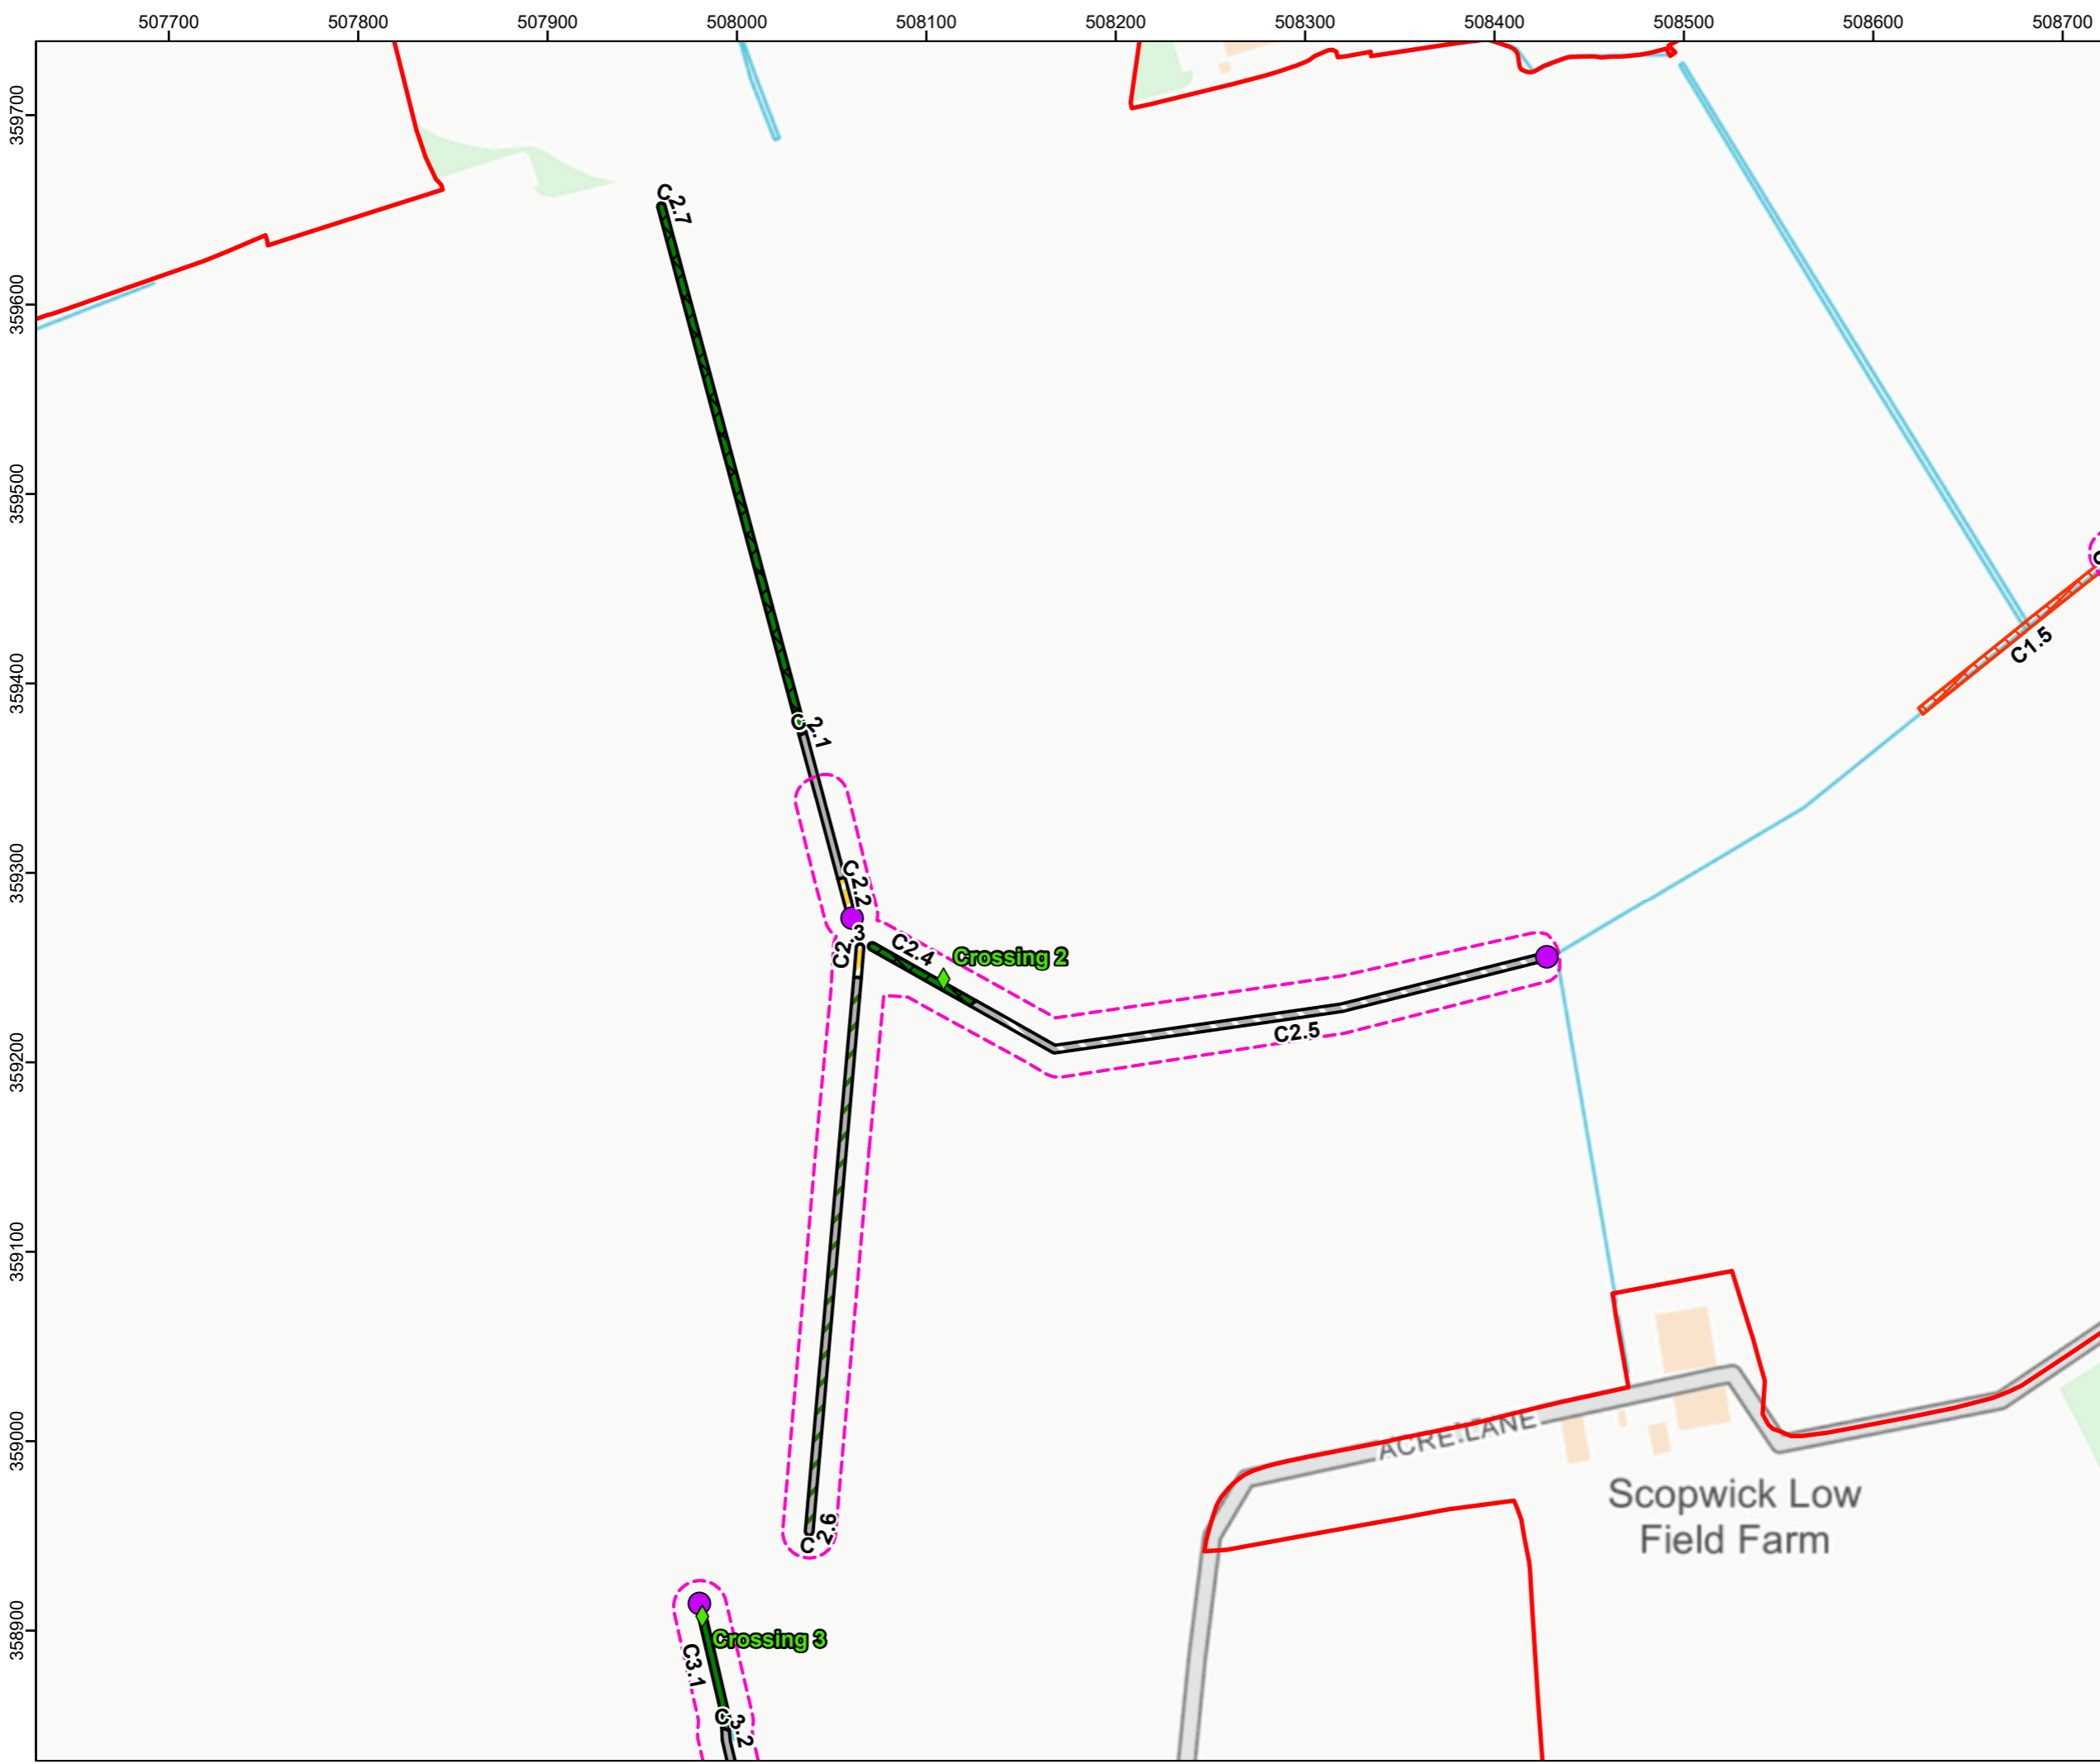 507700 507800 507900 508000 508100 508200 508300 508400 508500 508600 508700
359700
359600
359500
359400
359300
359200
359100
359000
358900
C2.7
C1.5
C2.1
C2.2
C2.3
C2.4
Crossing 2
C2.5
ACRE LANE
Scopwick Low
Field Farm
C2.6
Crossing 3
C3.1
C3.2